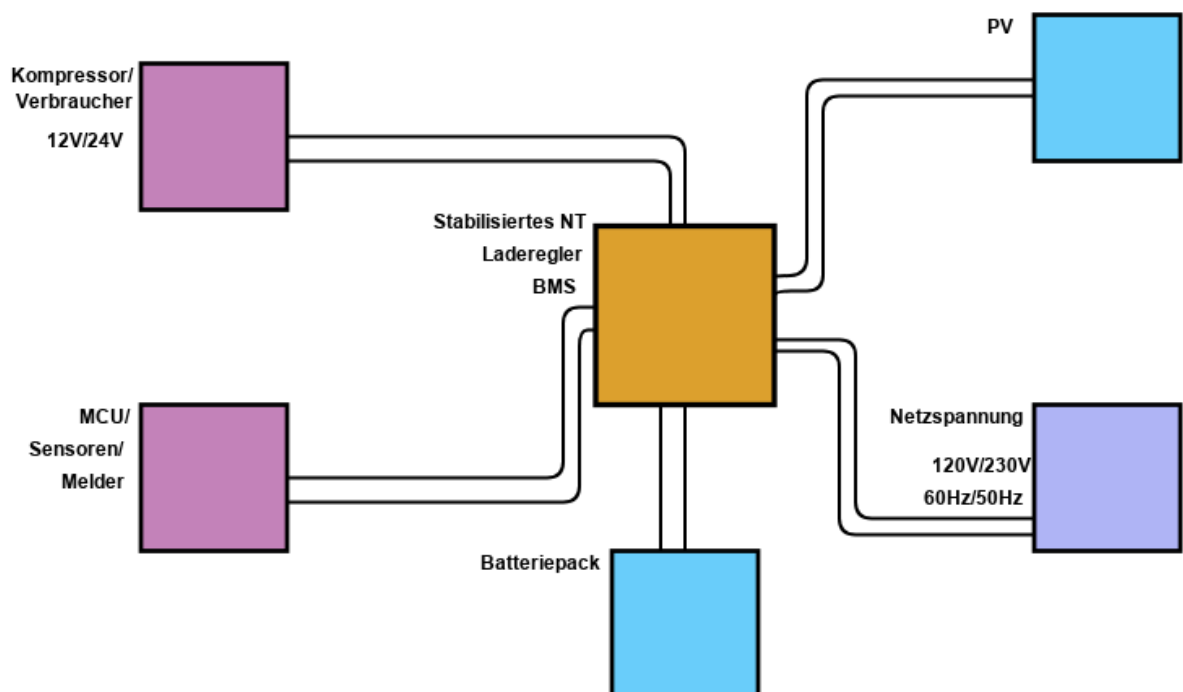 PV
Kompressor/
Verbraucher
12V/24V
Stabilisiertes NT
Laderegler
BMS
MCU/
Sensoren/
Melder
Netzspannung
120V/230V
60Hz/50Hz
Batteriepack